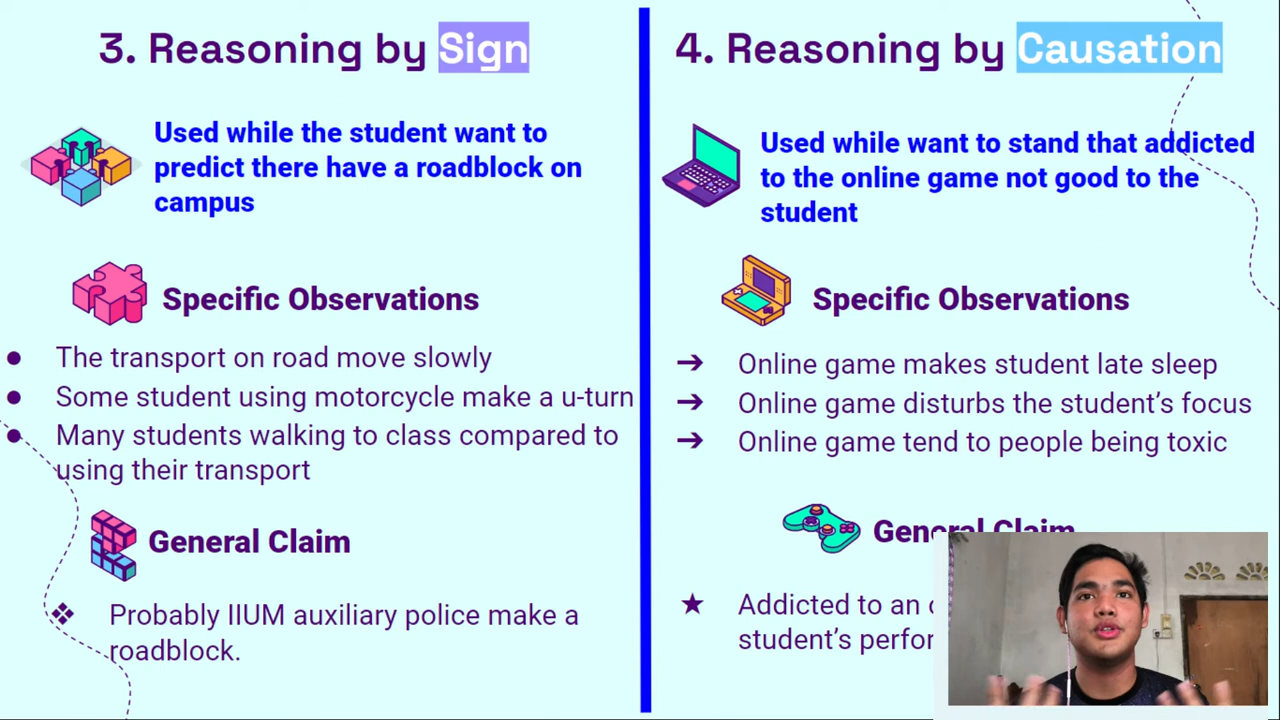 3. Reasoning by Sign
Used while the student want to
predict there have a roadblock on
campus
Specific Observations
● The transport on road move slowly
● Some student using motorcycle make a u-turn
● Many students walking to class compared to
using their transport
General Claim
❖ Probably IIUM auxiliary police make a
roadblock.
4. Reasoning by Causation
Used while want to stand that addicted
to the online game not good to the
student
Specific Observations
➔ Online game makes student late sleep
➔ Online game disturbs the student’s focus
➔ Online game tend to people being toxic
General Claim
★ Addicted to an
student’s